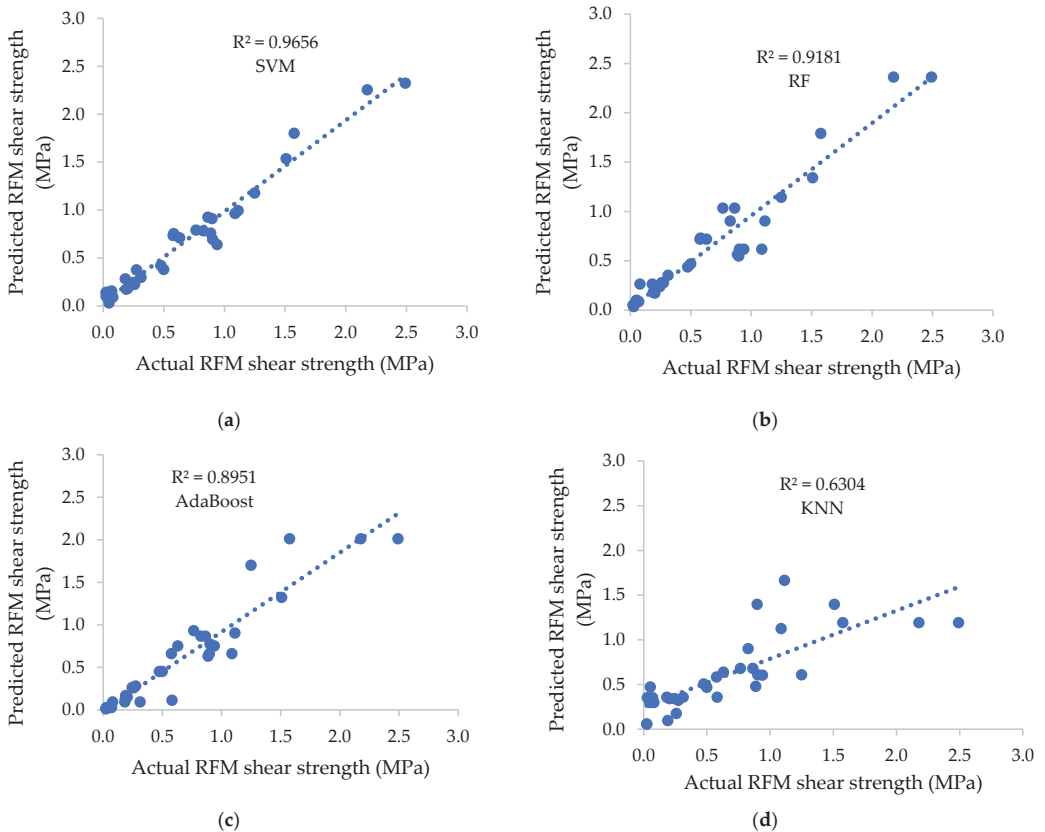 Predicted RFM shear strength
(MPa)
3.0
2.5
2.0
1.5
1.0
0.5
0.0
R² = 0.9656
SVM
0.0 0.5 1.0 1.5 2.0 2.5 3.0
Actual RFM shear strength (MPa)
(a)
Predicted RFM shear strength
(MPa)
3.0
2.5
2.0
1.5
1.0
0.5
0.0
R² = 0.9181
RF
0.0 0.5 1.0 1.5 2.0 2.5 3.0
Actual RFM shear strength (MPa)
(b)
Predicted RFM shear strength
(MPa)
3.0
2.5
2.0
1.5
1.0
0.5
0.0
R² = 0.8951
AdaBoost
0.0 0.5 1.0 1.5 2.0 2.5 3.0
Actual RFM shear strength (MPa)
(c)
Predicted RFM shear strength
(MPa)
3.0
2.5
2.0
1.5
1.0
0.5
0.0
R² = 0.6304
KNN
0.0 0.5 1.0 1.5 2.0 2.5 3.0
Actual RFM shear strength (MPa)
(d)